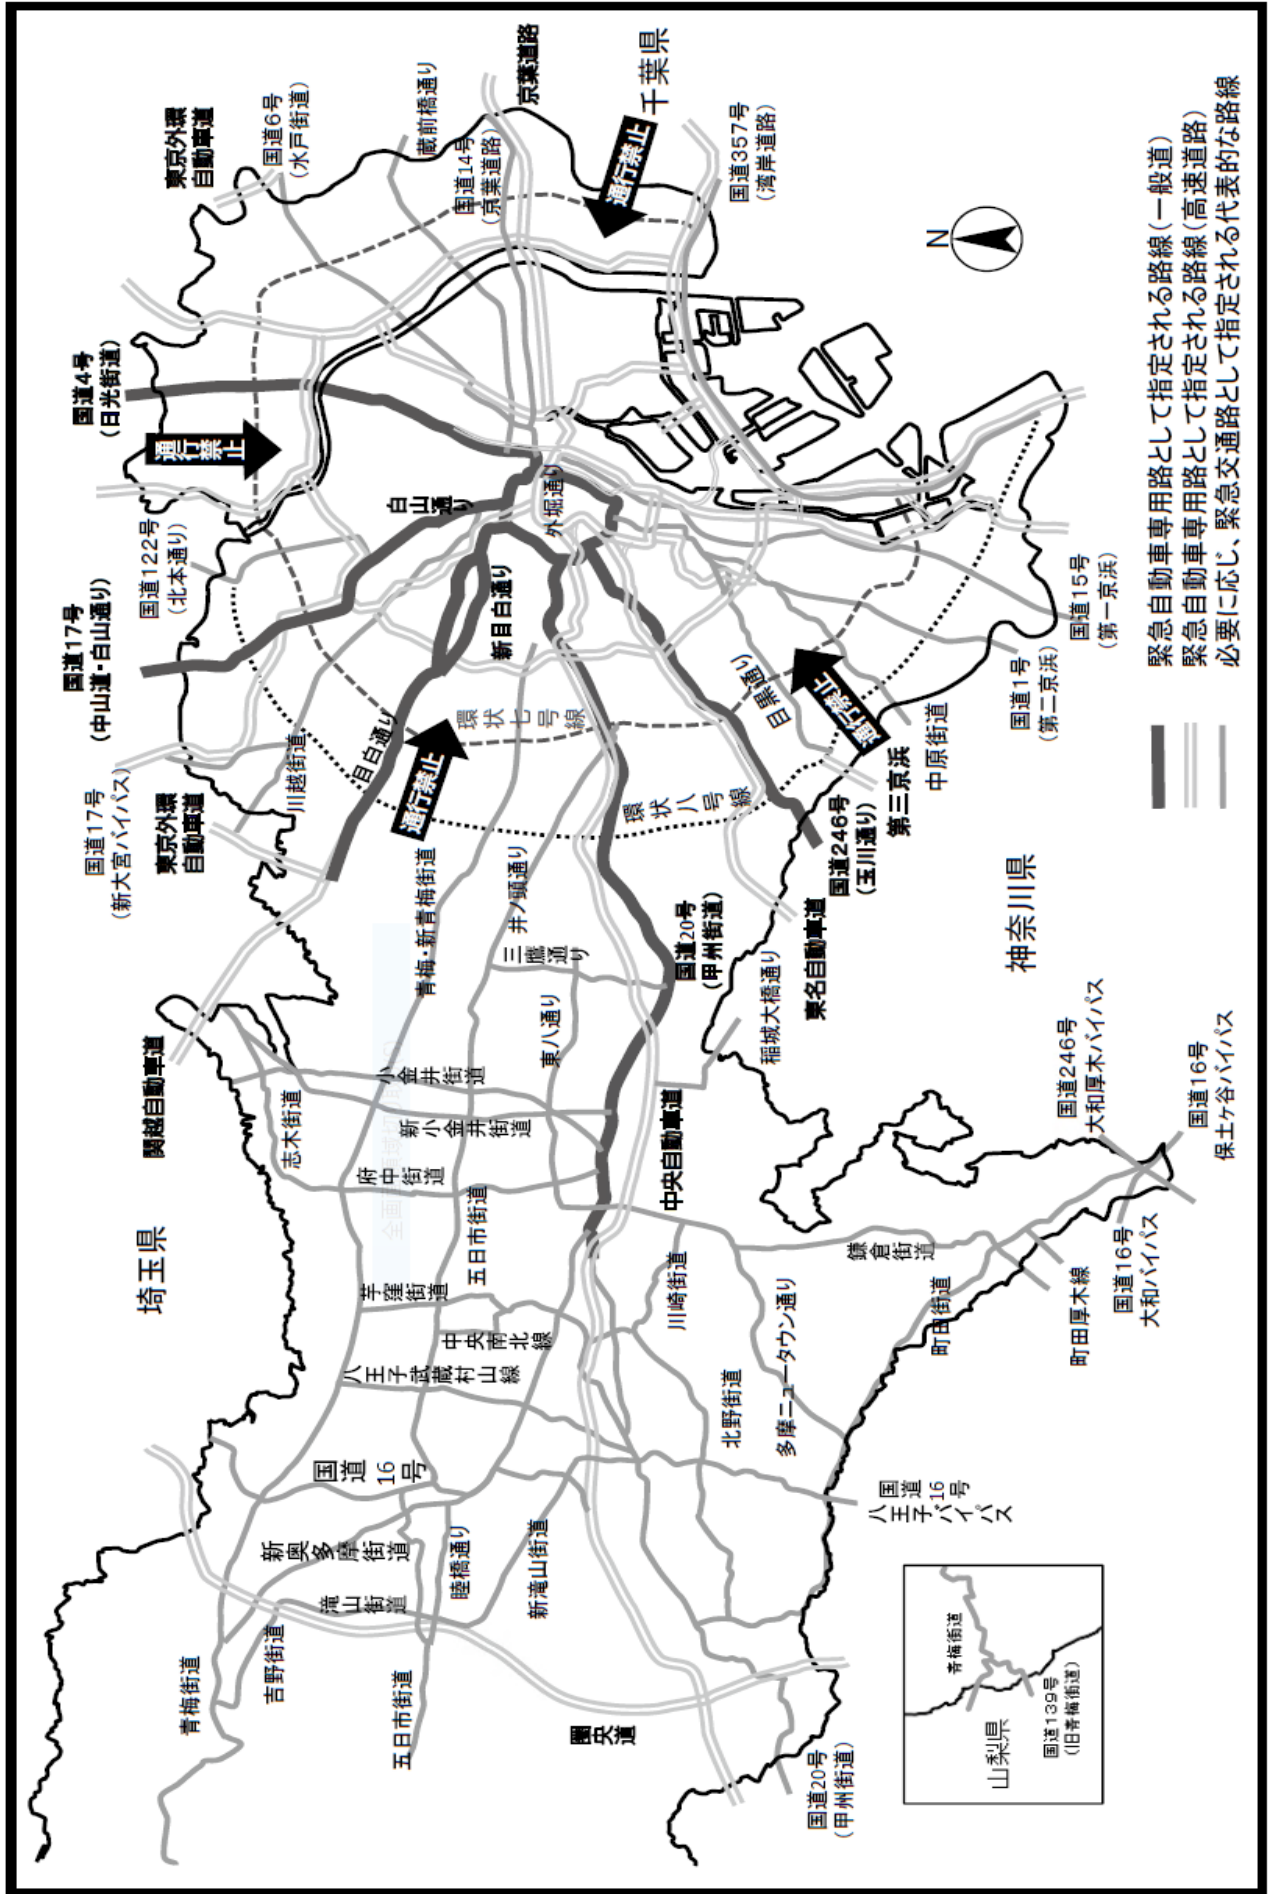 東京外環
自動車道
国道6号
(水戸街道)
蔵前橋通り
国道14号
(京葉道路)
京葉道路
千葉県
通行禁止
国道357号
(湾岸道路)
国道4号
(日光街道)
通行
禁止
N
白山通り
外堀通り
国道122号
(北本通り)
国道17号
(中山道・白山通り)
新目白通り
国道17号
(新大宮バイパス)
東京外環
自動車道
川越街道
目白通り
通行禁止
環状七号線
環状八号線
目黒通り
通行禁止
国道15号
(第一京浜)
国道1号
(第二京浜)
中原街道
第三京浜
国道246号
(玉川通り)
東名自動車道
神奈川県
青梅・新青梅街道
井ノ頭通り
三鷹通り
東八通り
国道20号
(甲州街道)
稲城大橋通り
関越自動車道
志木街道
小金井街道
新小金井街道
府中街道
五日市街道
中央自動車道
埼玉県
芋窪街道
中央南北線
八王子武蔵村山線
川崎街道
鎌倉街道
多摩ニュータウン通り
北野街道
町田街道
町田厚木線
国道246号
大和厚木バイパス
国道16号
保土ヶ谷バイパス
国道16号
大和バイパス
国道
16号
国道
16号
八王子バイパス
新奥多摩街道
睦橋通り
滝山街道
新滝山街道
青梅街道
吉野街道
五日市街道
圏央道
国道20号
(甲州街道)
青梅街道
山梨県
国道139号
(旧青梅街道)
緊急自動車専用路として指定される路線(一般道)
緊急自動車専用路として指定される路線(高速道路)
必要に応じ、緊急交通路として指定される代表的な路線